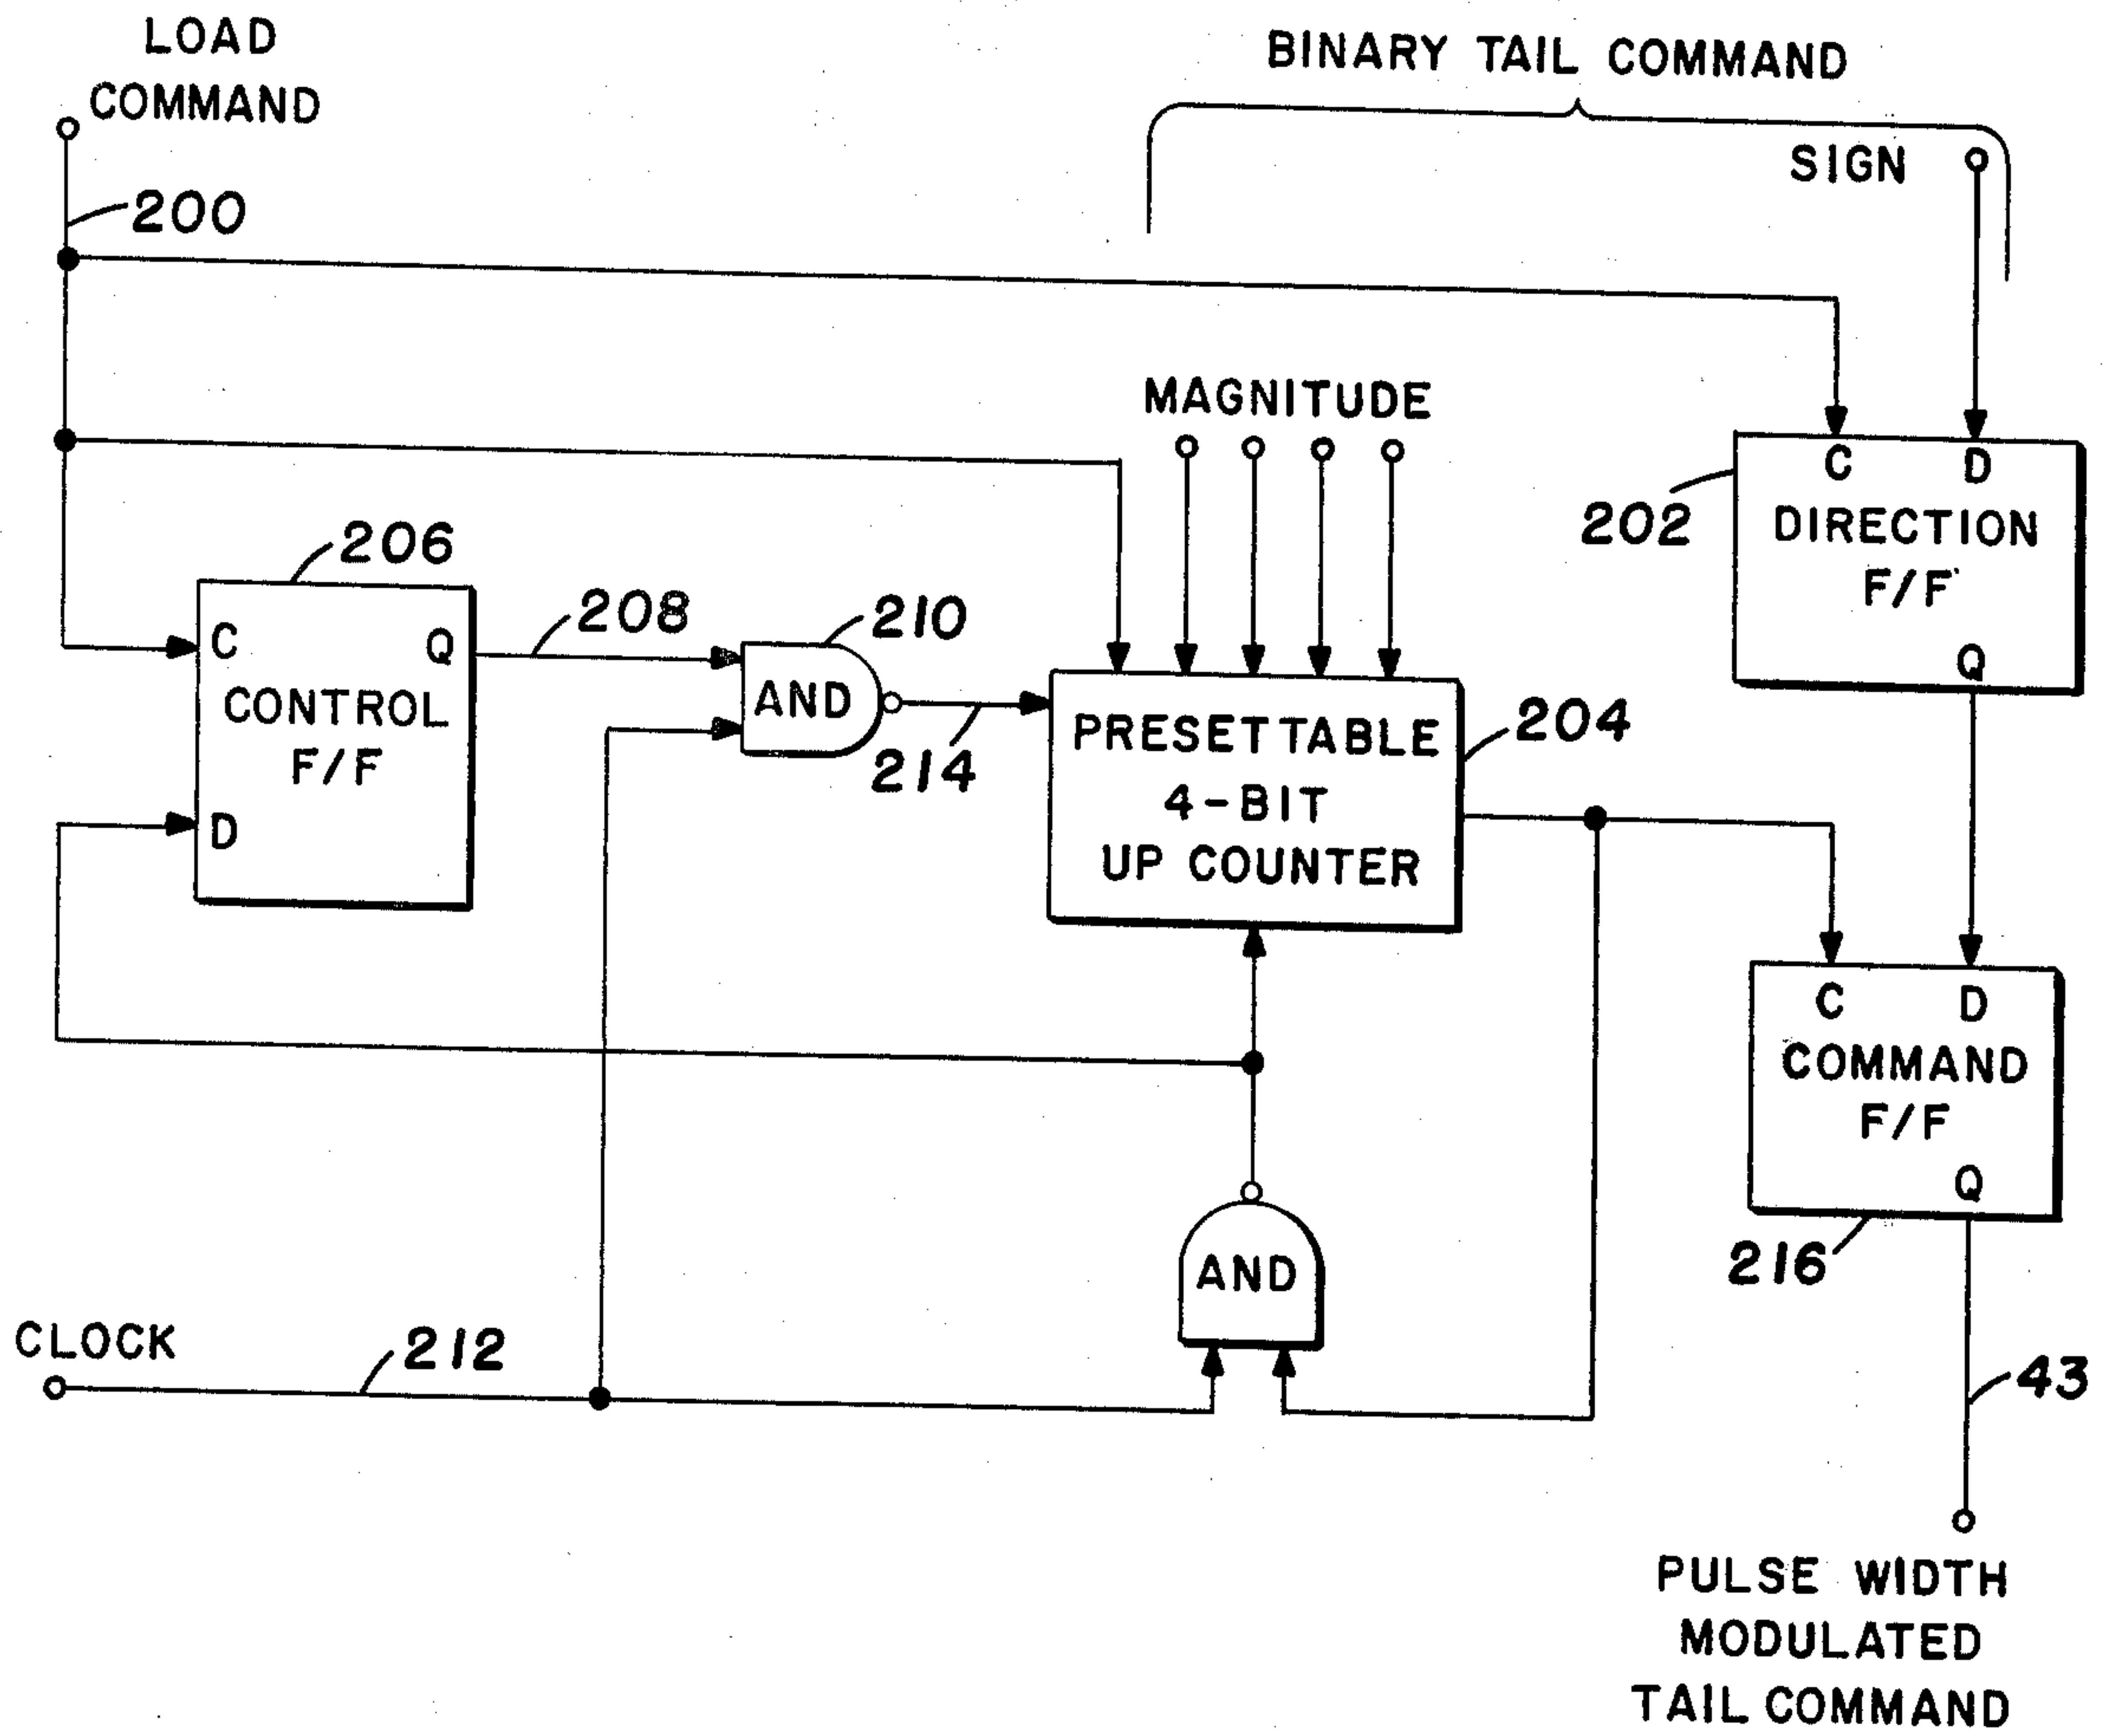 LOAD
COMMAND
BINARY TAIL COMMAND
SIGN
200
MAGNITUDE
C D
202
DIRECTION
F/F
Q
206
208
210
C Q
CONTROL
F/F
D
AND
214
PRESETTABLE
4-BIT
UP COUNTER
204
C D
COMMAND
F/F
Q
216
AND
CLOCK
212
43
PULSE WIDTH
MODULATED
TAIL COMMAND